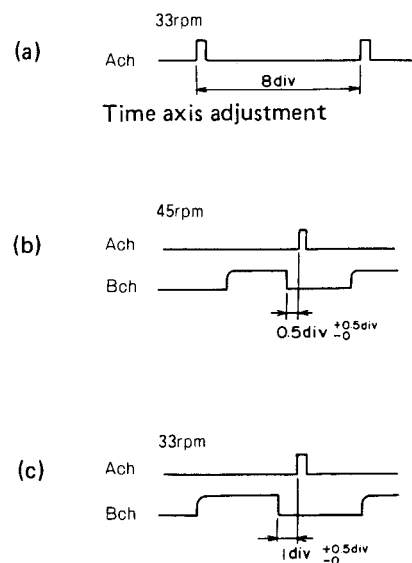 33rpm
(a)
Ach
8div
Time axis adjustment
45rpm
(b)
Ach
Bch
0.5div +0.5div -0
33rpm
(c)
Ach
Bch
1div +0.5div -0